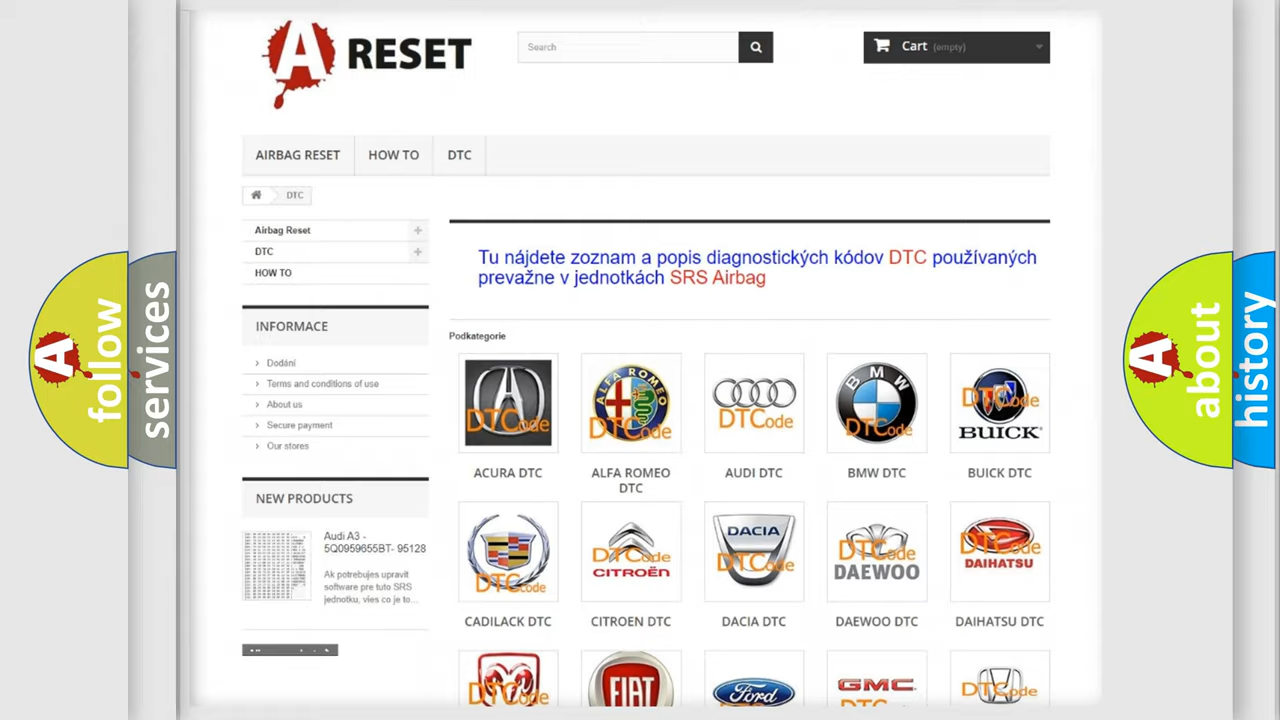 A RESET
Search
Cart (empty)
AIRBAG RESET
HOW TO
DTC
DTC
Airbag Reset
DTC
HOW TO
INFORMACE
Dodání
Terms and conditions of use
About us
Secure payment
Our stores
NEW PRODUCTS
Audi A3 -
5Q0959655BT- 95128
Ak potrebujes upravit
software pre tuto SRS
jednotku, vies co je to...
Tu nájdete zoznam a popis diagnostických kódov DTC používaných
prevažne v jednotkách SRS Airbag
Podkategorie
DTCode
ALFA ROMEO
DTCode
DTCode
BMW
DTCode
DTCode
BUICK
ACURA DTC
ALFA ROMEO
DTC
AUDI DTC
BMW DTC
BUICK DTC
DTCode
DTCode
CITROËN
DACIA
DTCode
DTCode
DAEWOO
DTCode
DAIHATSU
CADILACK DTC
CITROEN DTC
DACIA DTC
DAEWOO DTC
DAIHATSU DTC
DTCode
FIAT
Ford
GMC
DTCode
A follow
services
A about
history